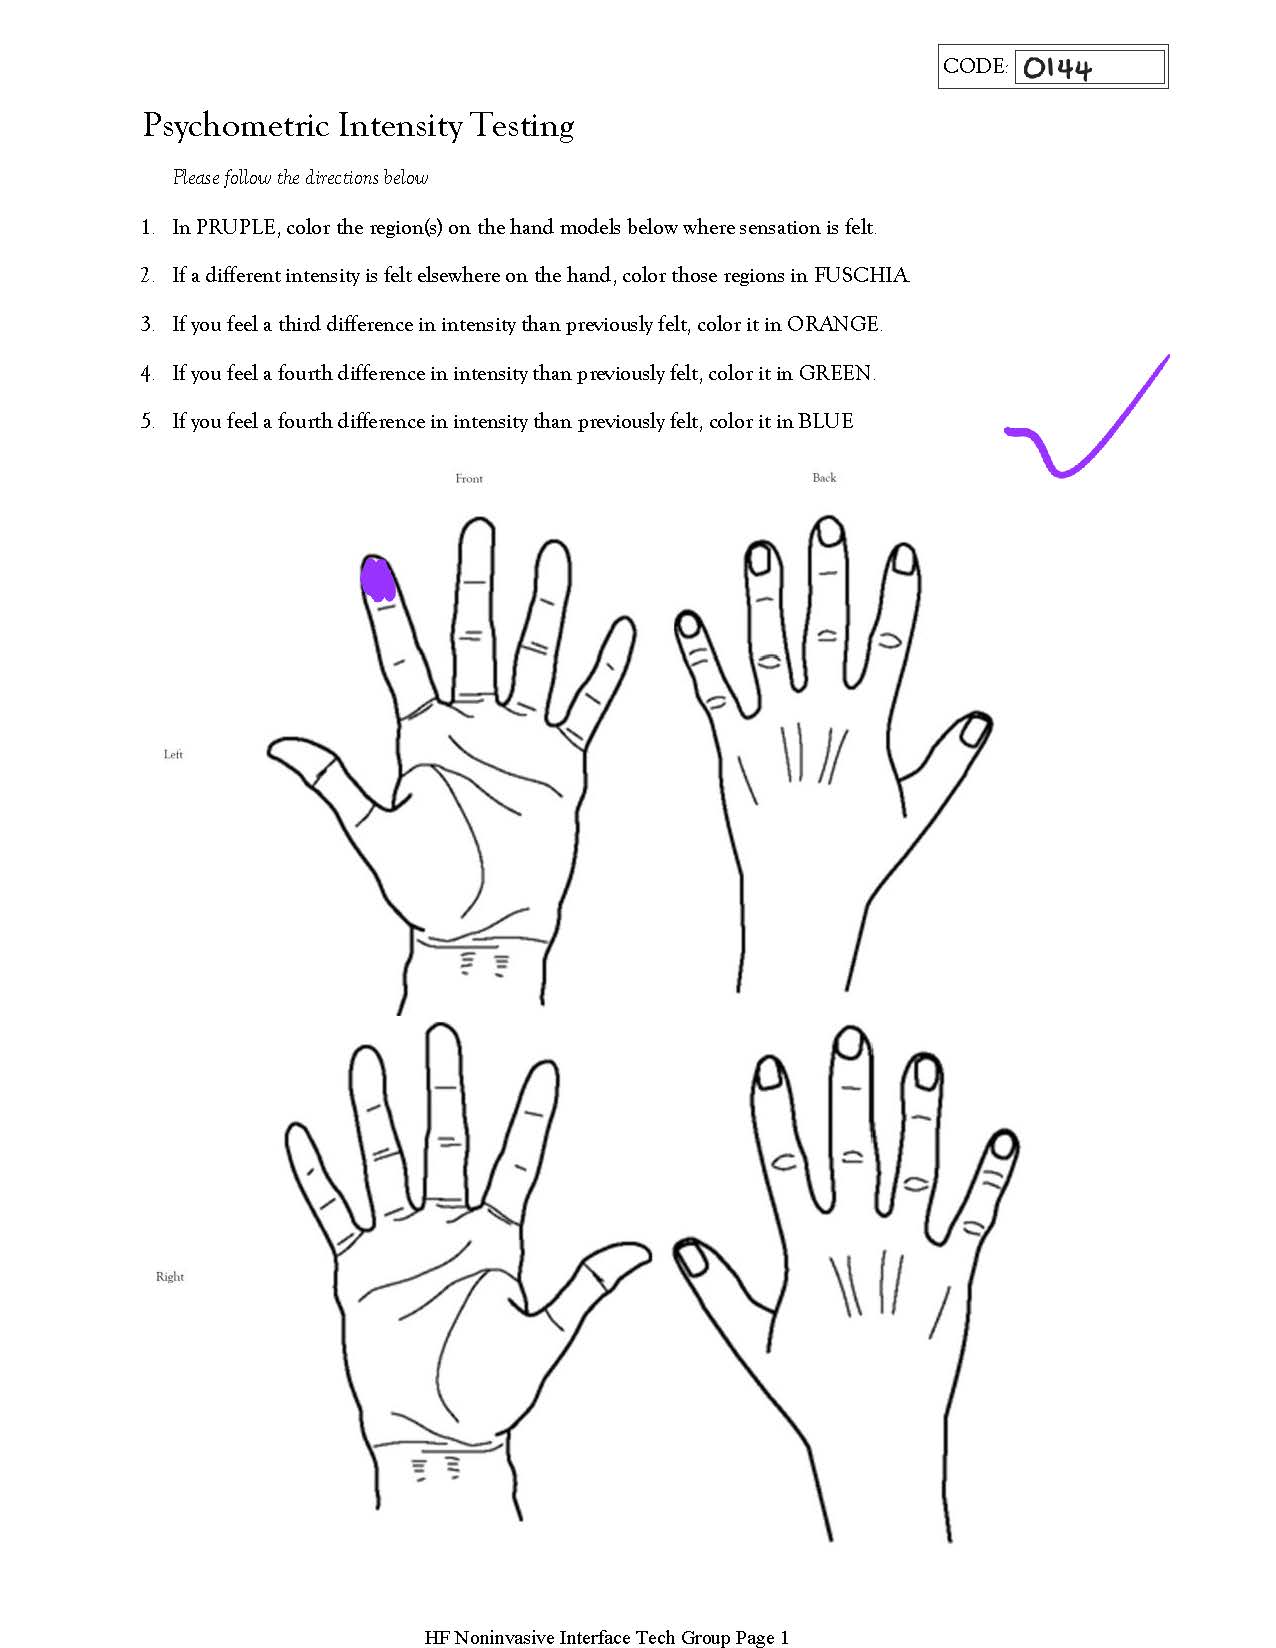 CODE: 0144
Psychometric Intensity Testing
Please follow the directions below
1. In PRUPLE, color the region(s) on the hand models below where sensation is felt.
2. If a different intensity is felt elsewhere on the hand, color those regions in FUSCHIA
3. If you feel a third difference in intensity than previously felt, color it in ORANGE.
4. If you feel a fourth difference in intensity than previously felt, color it in GREEN.
5. If you feel a fourth difference in intensity than previously felt, color it in BLUE
Front Back
Left
Right
HF Noninvasive Interface Tech Group Page 1